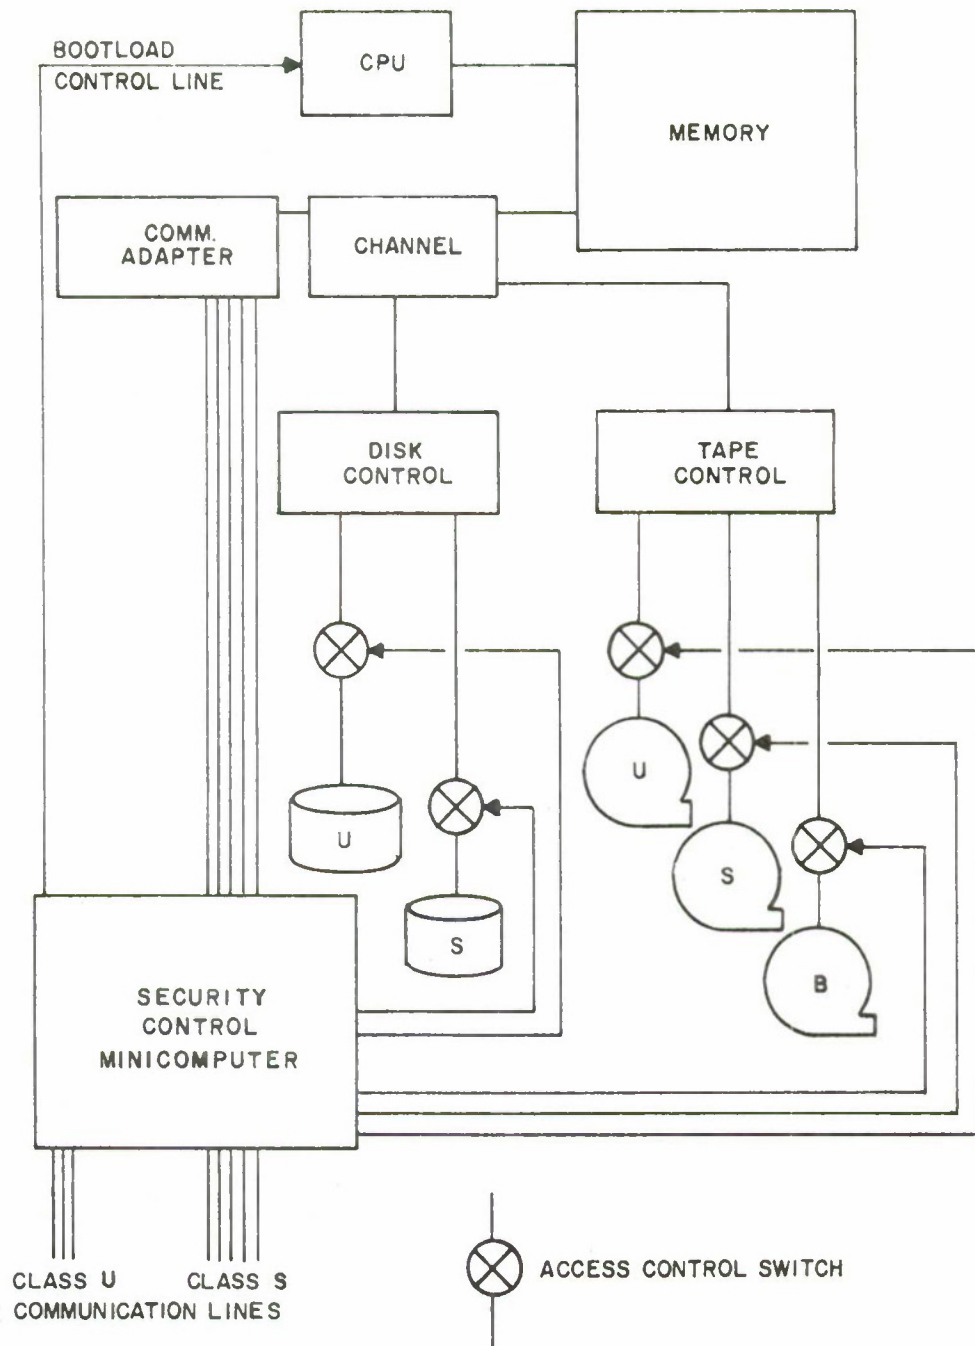 BOOTLOAD
CONTROL LINE
CPU
MEMORY
COMM.
ADAPTER
CHANNEL
DISK
CONTROL
TAPE
CONTROL
U
S
U
S
B
SECURITY
CONTROL
MINICOMPUTER
CLASS U
CLASS S
COMMUNICATION LINES
ACCESS CONTROL SWITCH